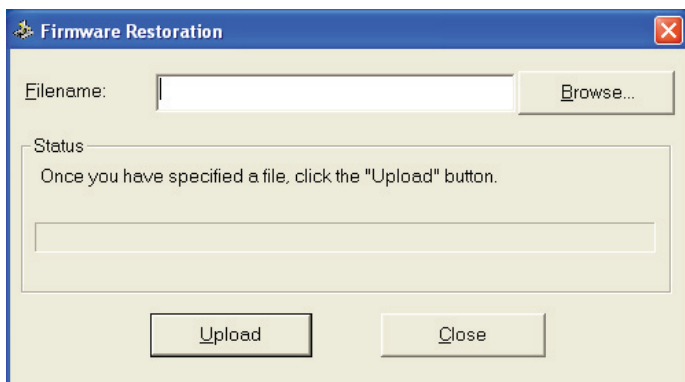 Firmware Restoration
Filename:
Browse...
Status
Once you have specified a file, click the "Upload" button.
Upload
Close